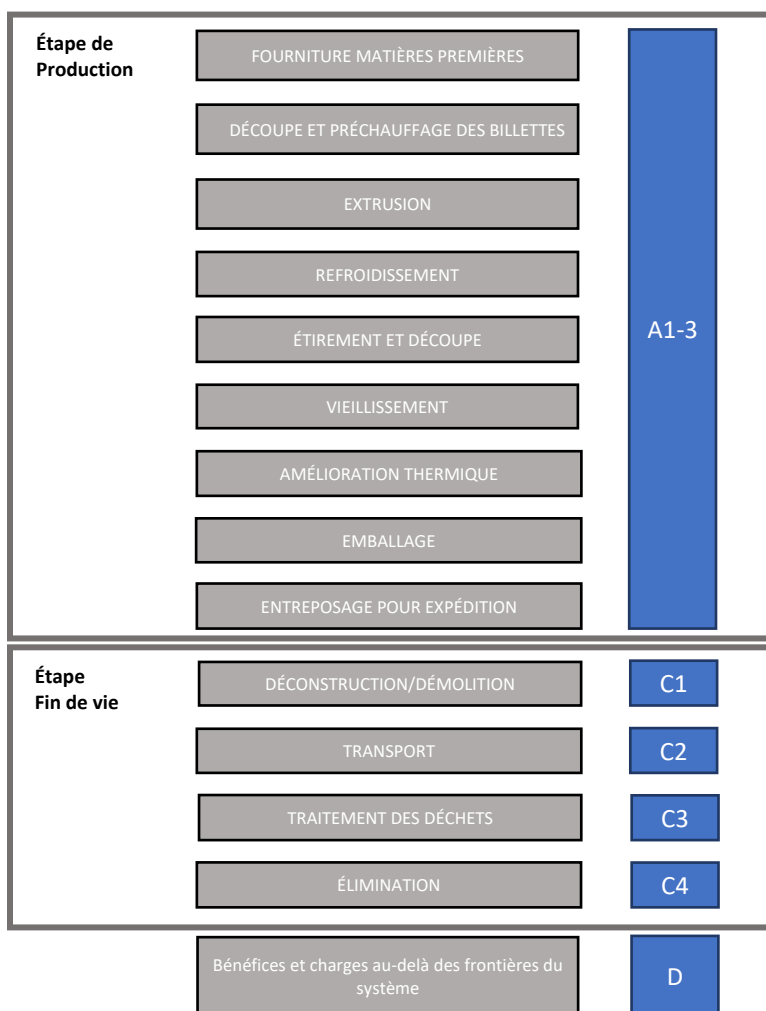 Étape de
Production
FOURNITURE MATIÈRES PREMIÈRES
DÉCOUPE ET PRÉCHAUFFAGE DES BILLETTES
EXTRUSION
REFROIDISSEMENT
ÉTIREMENT ET DÉCOUPE
A1-3
VIEILLISSEMENT
AMÉLIORATION THERMIQUE
EMBALLAGE
ENTREPOSAGE POUR EXPÉDITION
Étape
Fin de vie
DÉCONSTRUCTION/DÉMOLITION
C1
TRANSPORT
C2
TRAITEMENT DES DÉCHETS
C3
ÉLIMINATION
C4
Bénéfices et charges au-delà des frontières du
système
D